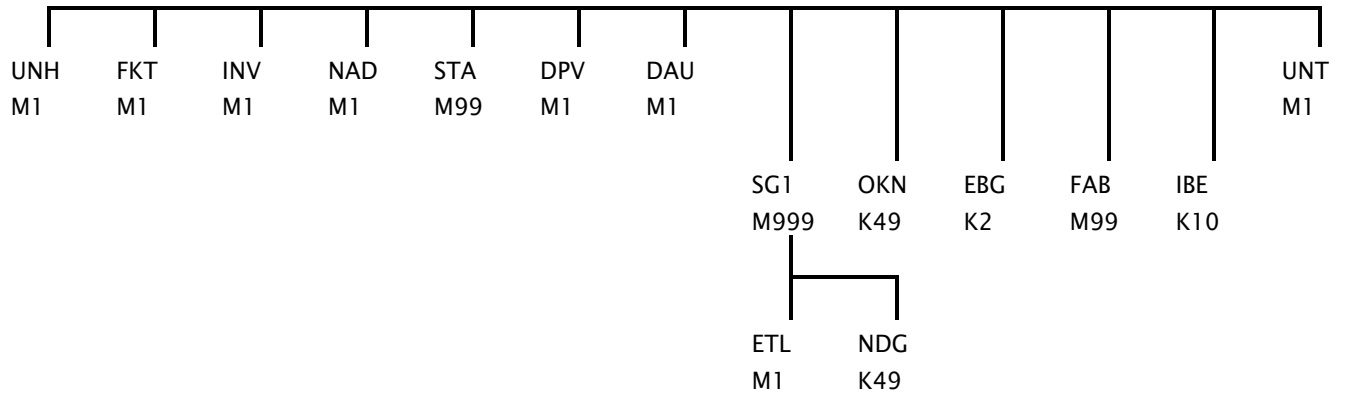 UNH FKT INV NAD STA DPV DAU UNT
M1 M1 M1 M1 M99 M1 M1 M1
SG1 OKN EBG FAB IBE
M999 K49 K2 M99 K10
ETL NDG
M1 K49